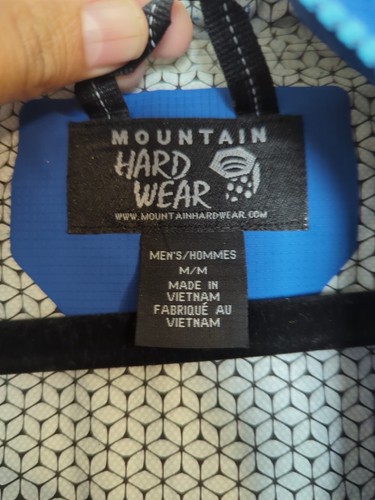 MOUNTAIN
HARD
WEAR
WWW.MOUNTAINHARDWEAR.COM
MEN'S/HOMMES
M/M
MADE IN
VIETNAM
FABRIQUÉ AU
VIETNAM